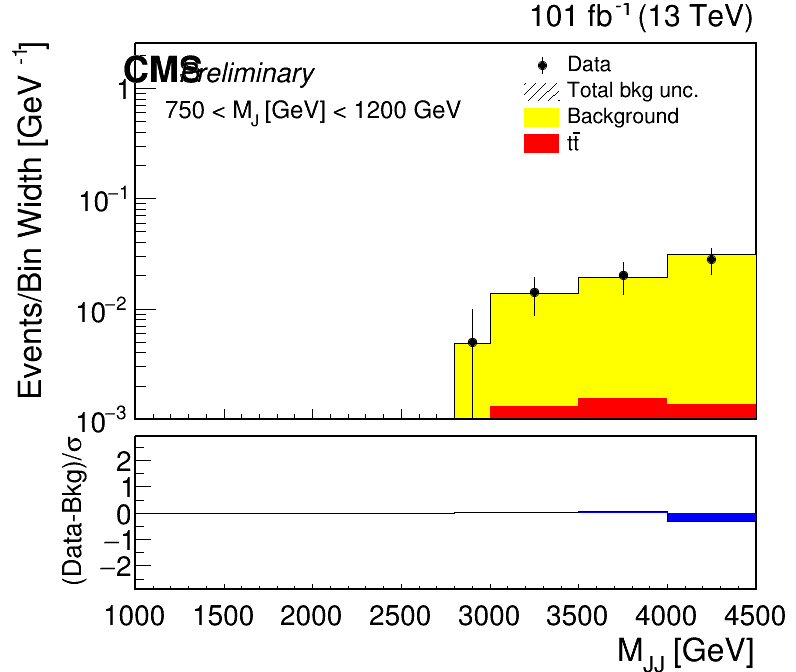 101 fb⁻¹ (13 TeV)
CMS Preliminary
750 < M_J [GeV] < 1200 GeV
Data
Total bkg unc.
Background
tt̄
Events/Bin Width [GeV⁻¹]
1
10⁻¹
10⁻²
10⁻³
(Data-Bkg)/σ
2
1
0
−1
−2
1000 1500 2000 2500 3000 3500 4000 4500
M_JJ [GeV]